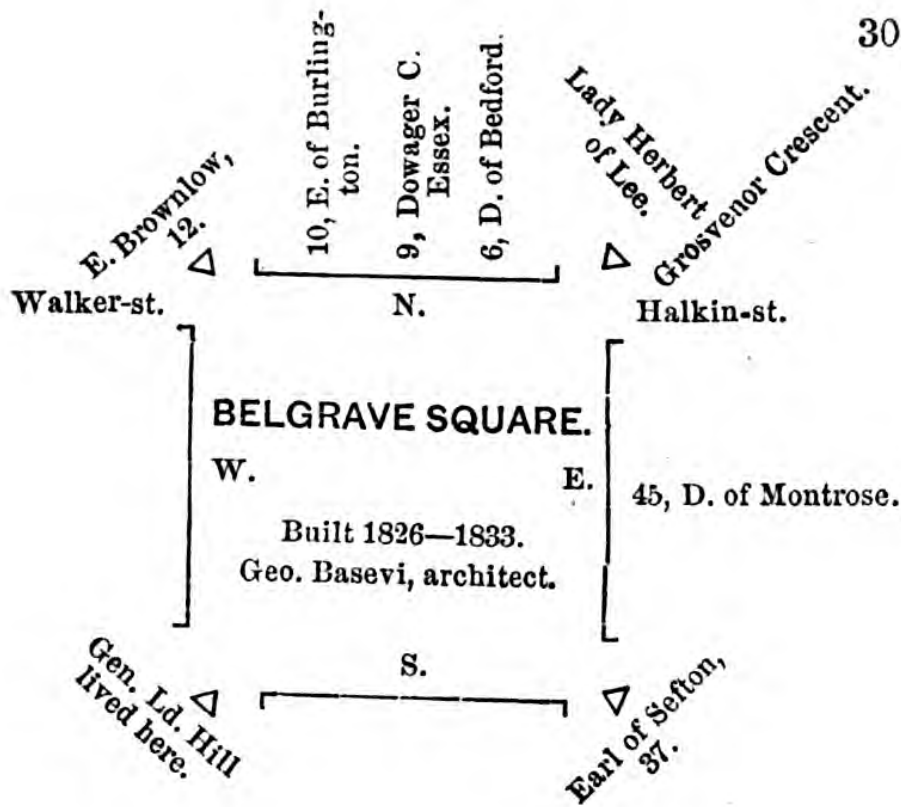 30
10, E. of Burling-
ton.
9, Dowager C.
Essex.
6, D. of Bedford.
Lady Herbert
of Lee.
Grosvenor Crescent.
E. Brownlow,
12.
Walker-st.
N.
Halkin-st.
BELGRAVE SQUARE.
W.
E.
45, D. of Montrose.
Built 1826—1833.
Geo. Basevi, architect.
S.
Gen. Ld. Hill
lived here.
Earl of Sefton,
37.